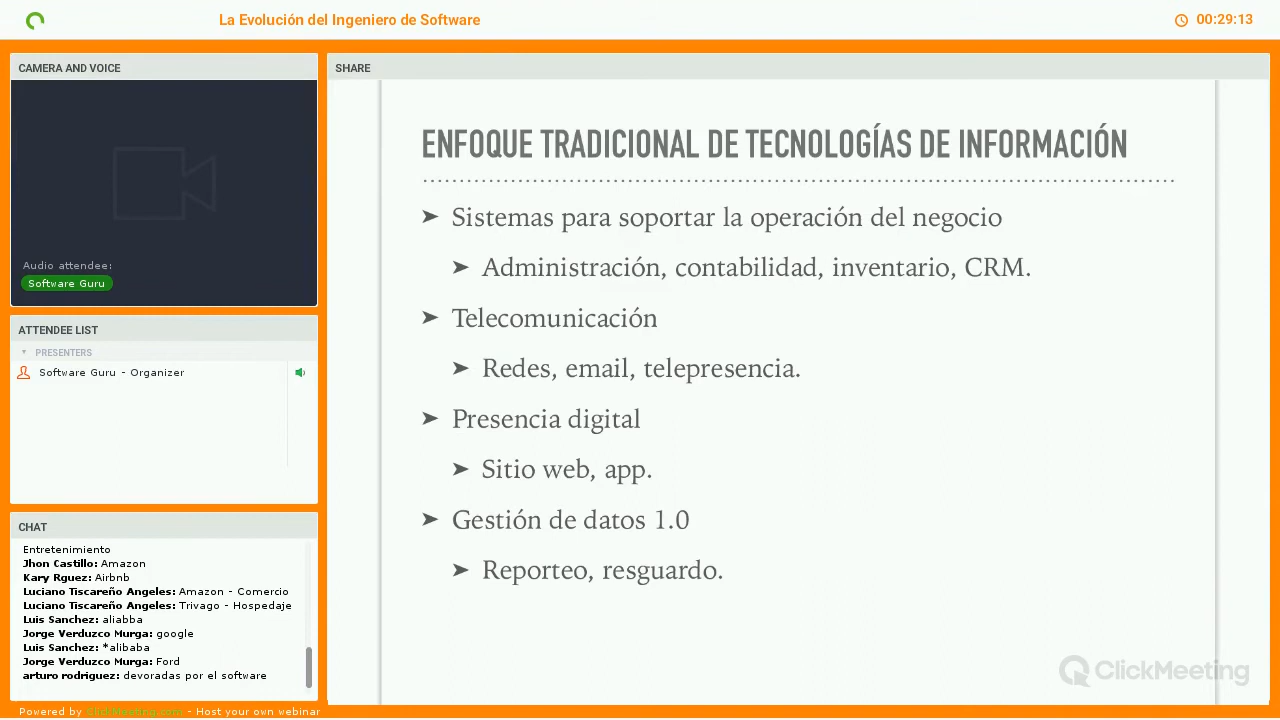 La Evolución del Ingeniero de Software
00:29:13
CAMERA AND VOICE
Audio attendee:
Software Guru
ATTENDEE LIST
PRESENTERS
Software Guru - Organizer
CHAT
Entretenimiento
Jhon Castillo: Amazon
Kary Rguez: Airbnb
Luciano Tiscareño Angeles: Amazon - Comercio
Luciano Tiscareño Angeles: Trivago - Hospedaje
Luis Sanchez: aliabba
Jorge Verduzco Murga: google
Luis Sanchez: *alibaba
Jorge Verduzco Murga: Ford
arturo rodriguez: devoradas por el software
Powered by ClickMeeting.com - Host your own webinar
SHARE
ENFOQUE TRADICIONAL DE TECNOLOGÍAS DE INFORMACIÓN
➤ Sistemas para soportar la operación del negocio
➤ Administración, contabilidad, inventario, CRM.
➤ Telecomunicación
➤ Redes, email, telepresencia.
➤ Presencia digital
➤ Sitio web, app.
➤ Gestión de datos 1.0
➤ Reporteo, resguardo.
ClickMeeting